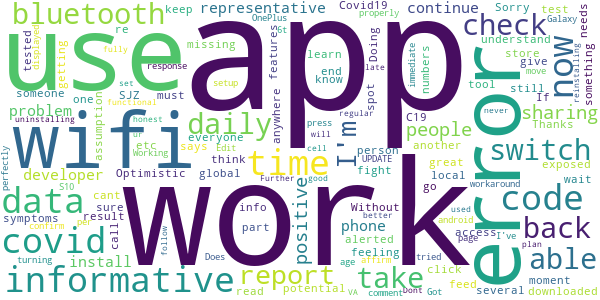 bluetooth representative Covid19 OnePlus continue Sorry test Galaxy
keep 6t check properly
fully re missing displayed store understand give move reinstalling needs
tested getting response late someone must SJZ
use app wifi error
anywhere features Doing learn end know immediate numbers spot
tool something still If now
problem one setup
uninstalling set honest functional ur Working
assumption daily everyone I'm press will C19 people sharing
says Edit regular UPDATE another Thanks never
developer etc think time cell person great switch exposed
perfectly Optimistic global Further good fight wait
data S10 Without better local workaround
symptoms cant result info go code android
sure call part positive phone used I've page
covid follow alerted access moment back
confirm per Does feeling tried
turning install age affirm click several plan able
informative report take feed downloaded
read potential VA comment Dont Got
work